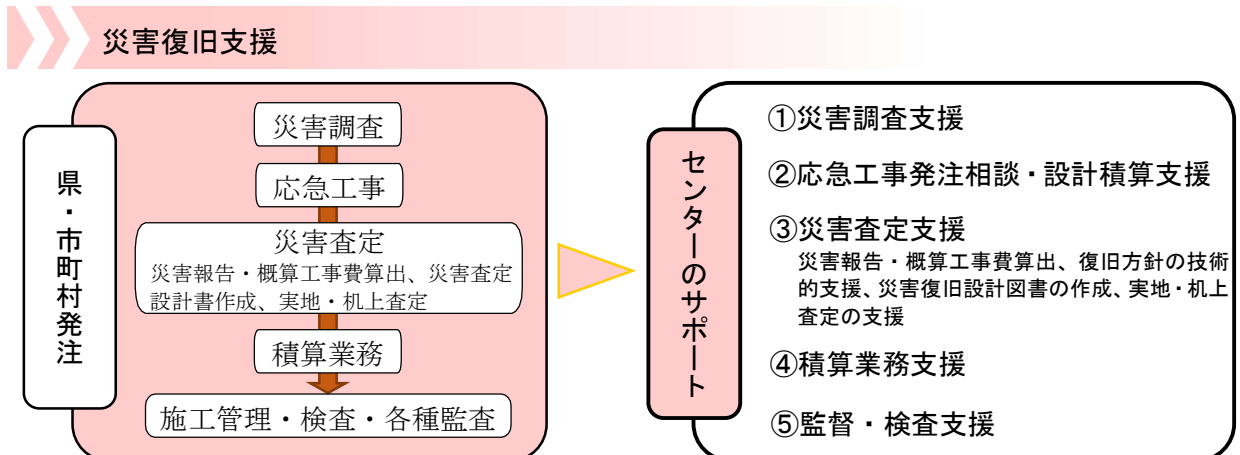 災害復旧支援
県・市町村発注
災害調査
応急工事
災害査定
災害報告・概算工事費算出、災害査定
設計書作成、実地・机上査定
積算業務
施工管理・検査・各種監査
センターのサポート
①災害調査支援
②応急工事発注相談・設計積算支援
③災害査定支援
災害報告・概算工事費算出、復旧方針の技術
的支援、災害復旧設計図書の作成、実地・机上
査定の支援
④積算業務支援
⑤監督・検査支援